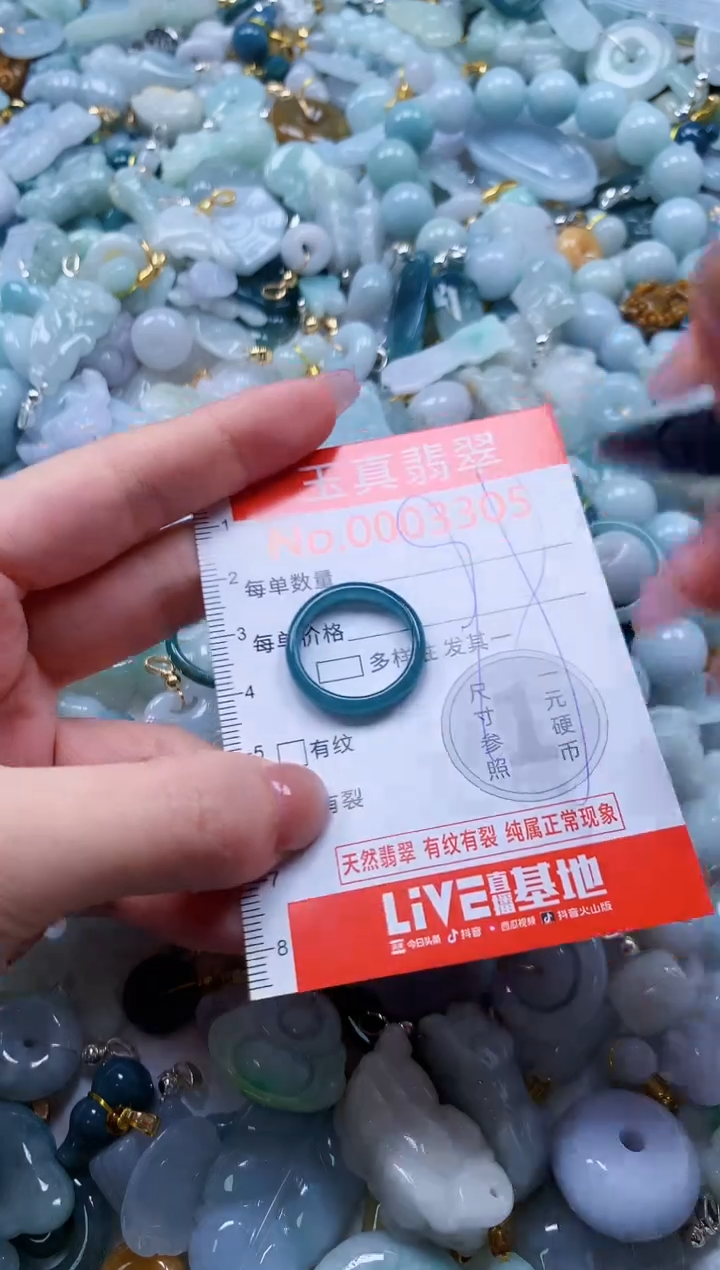 玉真翡翠
No.0003305
1
2
每单数量
3
每单价格
多样 发其一
4
一元硬币
尺寸参照
5
有纹
有裂
天然翡翠 有纹有裂 纯属正常现象
7
LiVE直播基地
8
今日头条 抖音 西瓜视频 抖音火山版